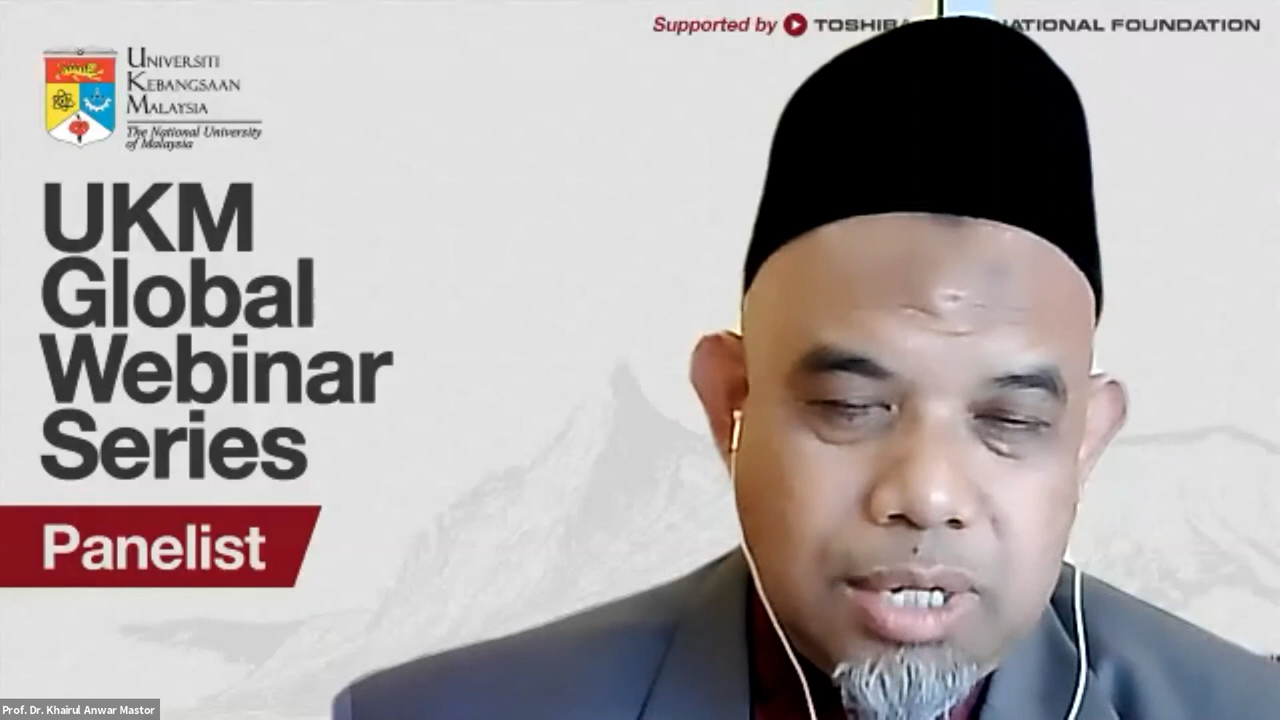 Supported by TOSHIBA NATIONAL FOUNDATION
UNIVERSITI
KEBANGSAAN
MALAYSIA
The National University
of Malaysia
UKM
Global
Webinar
Series
Panelist
Prof. Dr. Khairul Anwar Mastor